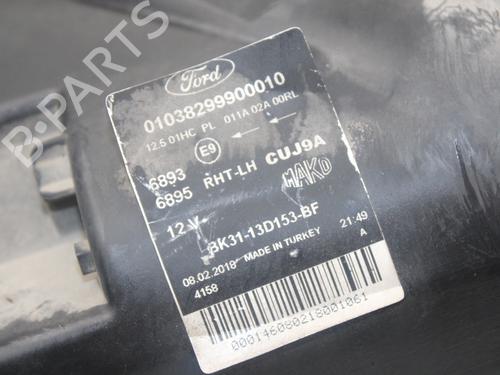 Ford
01038299900010
12.5 01HC PL 011A 02A 00RL
E9
6893
6895 RHT-LH CUJ9A
MAKO
12 V
BK31-13D153-BF
08.02.2018 MADE IN TURKEY 21:49
4158 A
000146080218001061
B-PARTS